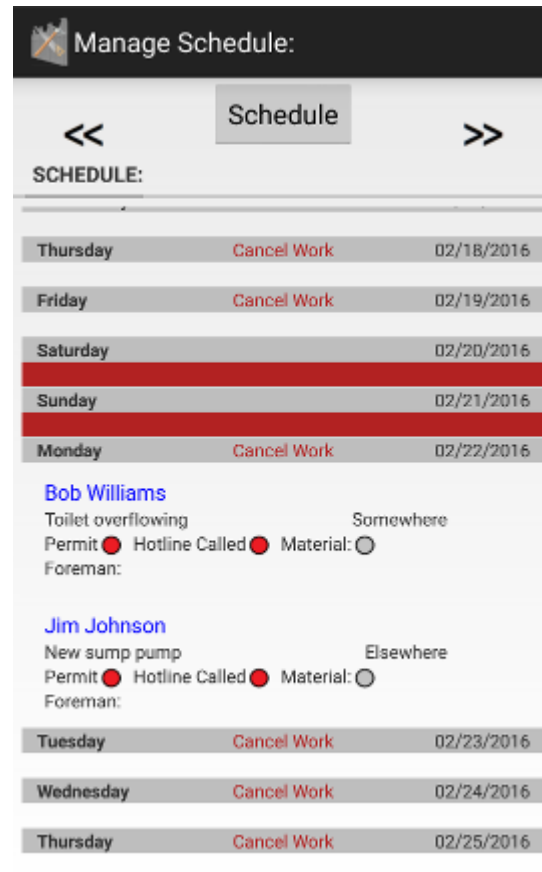 Manage Schedule:
<< Schedule >>
SCHEDULE:
Thursday Cancel Work 02/18/2016
Friday Cancel Work 02/19/2016
Saturday 02/20/2016
Sunday 02/21/2016
Monday Cancel Work 02/22/2016
Bob Williams
Toilet overflowing Somewhere
Permit Hotline Called Material:
Foreman:
Jim Johnson
New sump pump Elsewhere
Permit Hotline Called Material:
Foreman:
Tuesday Cancel Work 02/23/2016
Wednesday Cancel Work 02/24/2016
Thursday Cancel Work 02/25/2016